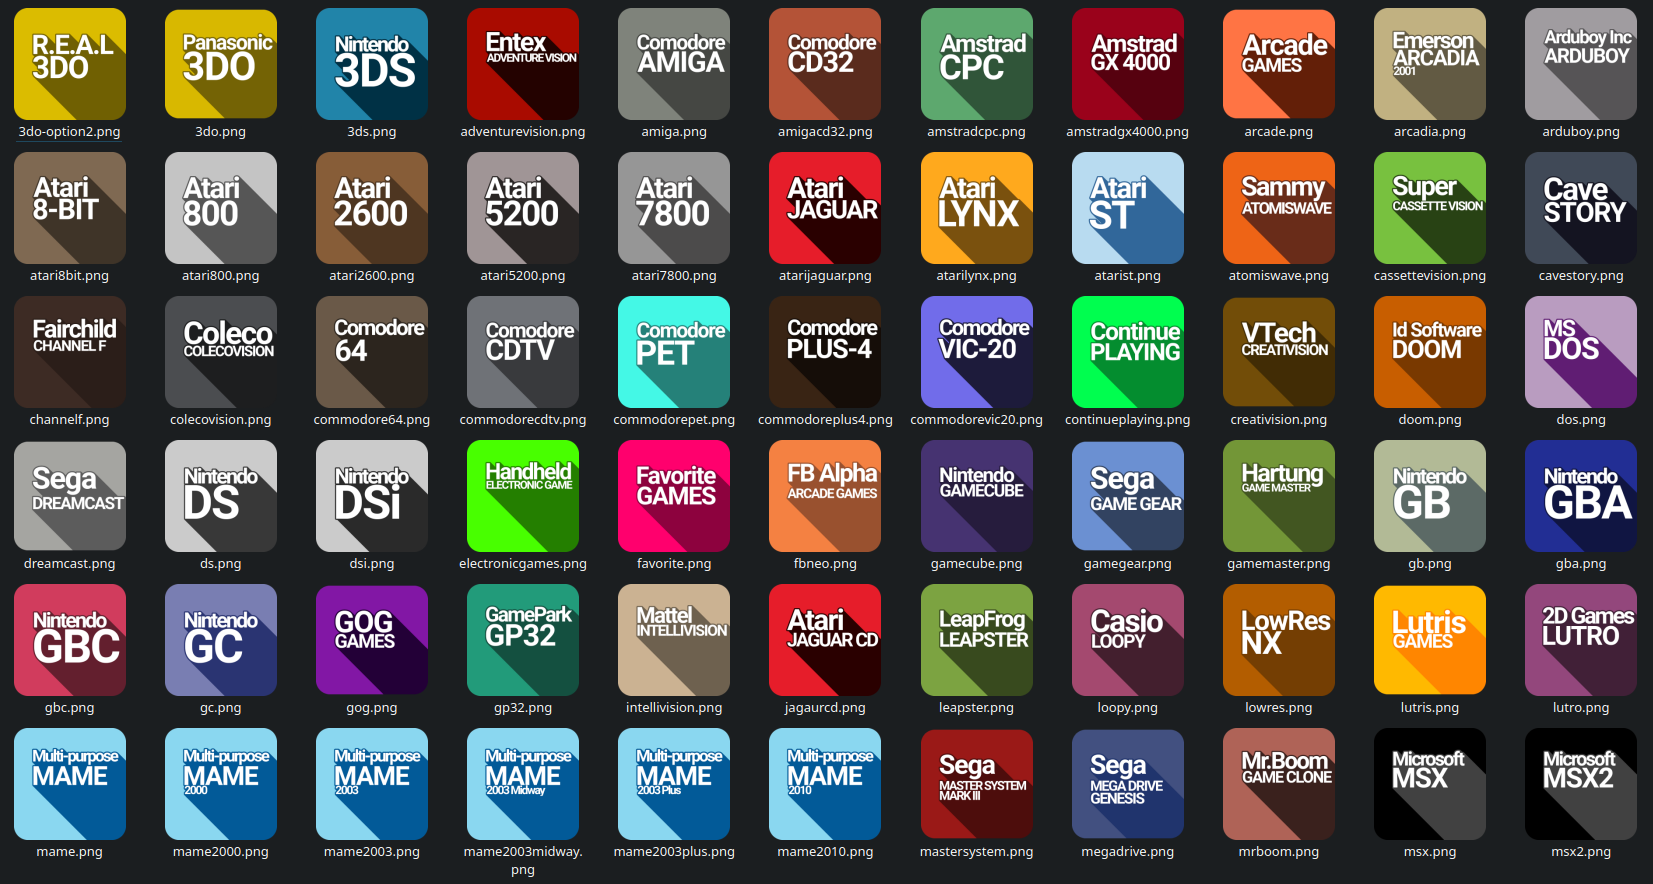 R.E.A.L
3DO
3do-option2.png
Panasonic
3DO
3do.png
Nintendo
3DS
3ds.png
Entex
ADVENTURE VISION
adventurevision.png
Comodore
AMIGA
amiga.png
Comodore
CD32
amigacd32.png
Amstrad
CPC
amstradcpc.png
Amstrad
GX 4000
amstradgx4000.png
Arcade
GAMES
arcade.png
Emerson
ARCADIA
2001
arcadia.png
Arduboy Inc
ARDUBOY
arduboy.png
Atari
8-BIT
atari8bit.png
Atari
800
atari800.png
Atari
2600
atari2600.png
Atari
5200
atari5200.png
Atari
7800
atari7800.png
Atari
JAGUAR
atarijaguar.png
Atari
LYNX
atarilynx.png
Atari
ST
atarist.png
Sammy
ATOMISWAVE
atomiswave.png
Super
CASSETTE VISION
cassettevision.png
Cave
STORY
cavestory.png
Fairchild
CHANNEL F
channelf.png
Coleco
COLECOVISION
colecovision.png
Comodore
64
commodore64.png
Comodore
CDTV
commodorecdtv.png
Comodore
PET
commodorepet.png
Comodore
PLUS-4
commodoreplus4.png
Comodore
VIC-20
commodorevic20.png
Continue
PLAYING
continueplaying.png
VTech
CREATIVISION
creativision.png
Id Software
DOOM
doom.png
MS
DOS
dos.png
Sega
DREAMCAST
dreamcast.png
Nintendo
DS
ds.png
Nintendo
DSi
dsi.png
Handheld
ELECTRONIC GAME
electronicgames.png
Favorite
GAMES
favorite.png
FB Alpha
ARCADE GAMES
fbneo.png
Nintendo
GAMECUBE
gamecube.png
Sega
GAME GEAR
gamegear.png
Hartung
GAME MASTER
gamemaster.png
Nintendo
GB
gb.png
Nintendo
GBA
gba.png
Nintendo
GBC
gbc.png
Nintendo
GC
gc.png
GOG
GAMES
gog.png
GamePark
GP32
gp32.png
Mattel
INTELLIVISION
intellivision.png
Atari
JAGUAR CD
jagaurcd.png
LeapFrog
LEAPSTER
leapster.png
Casio
LOOPY
loopy.png
LowRes
NX
lowres.png
Lutris
GAMES
lutris.png
2D Games
LUTRO
lutro.png
Multi-purpose
MAME
mame.png
Multi-purpose
MAME
2000
mame2000.png
Multi-purpose
MAME
2003
mame2003.png
Multi-purpose
MAME
2003 Midway
mame2003midway.
png
Multi-purpose
MAME
2003 Plus
mame2003plus.png
Multi-purpose
MAME
2010
mame2010.png
Sega
MASTER SYSTEM
MARK III
mastersystem.png
Sega
MEGA DRIVE
GENESIS
megadrive.png
Mr.Boom
GAME CLONE
mrboom.png
Microsoft
MSX
msx.png
Microsoft
MSX2
msx2.png